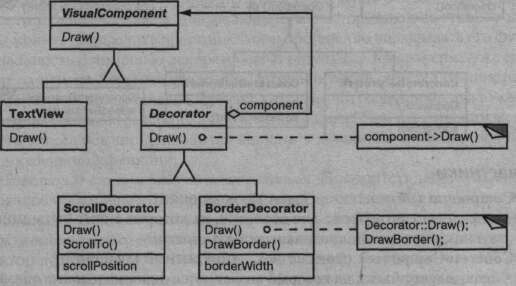 VisualComponent
Draw()
TextView
Draw()
Decorator
Draw()
component
component->Draw()
ScrollDecorator
Draw()
ScrollTo()
scrollPosition
BorderDecorator
Draw()
DrawBorder()
borderWidth
Decorator::Draw();
DrawBorder();